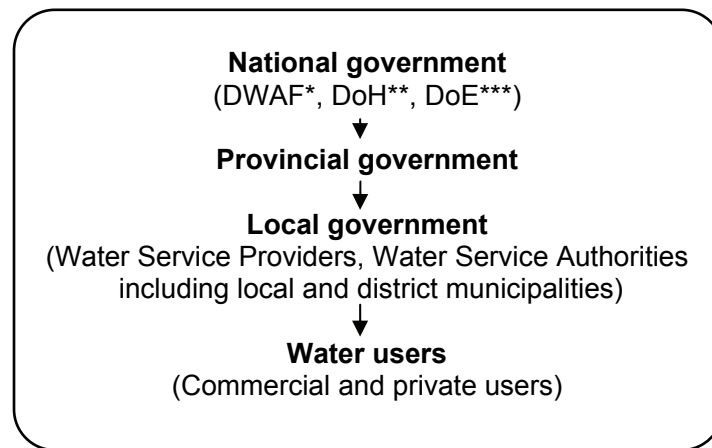 National government
(DWAF*, DoH**, DoE***)
Provincial government
Local government
(Water Service Providers, Water Service Authorities
including local and district municipalities)
Water users
(Commercial and private users)